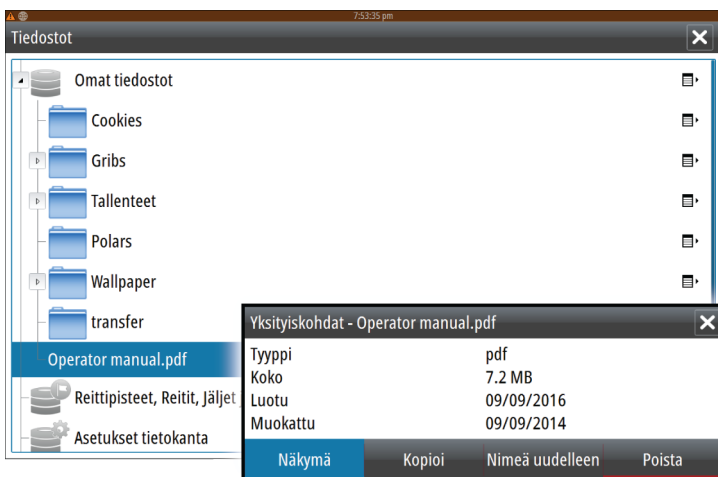 7:53:35 pm
Tiedostot
Omat tiedostot
Cookies
Gribs
Tallenteet
Polars
Wallpaper
transfer
Operator manual.pdf
Reittipisteet, Reitit, Jäljet
Asetukset tietokanta
Yksityiskohdat - Operator manual.pdf
Tyyppi pdf
Koko 7.2 MB
Luotu 09/09/2016
Muokattu 09/09/2014
Näkymä Kopioi Nimeä uudelleen Poista